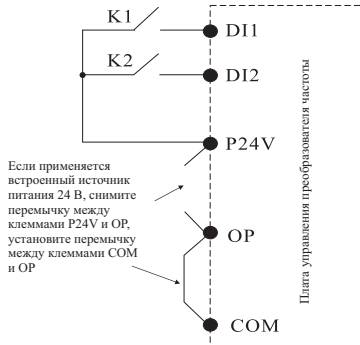 K1
DI1
K2
DI2
P24V
Если применяется
встроенный источник
питания 24 В, снимите
перемычку между
клеммами P24V и OP,
установите перемычку
между клеммами COM
и OP
OP
COM
Плата управления преобразователя частоты